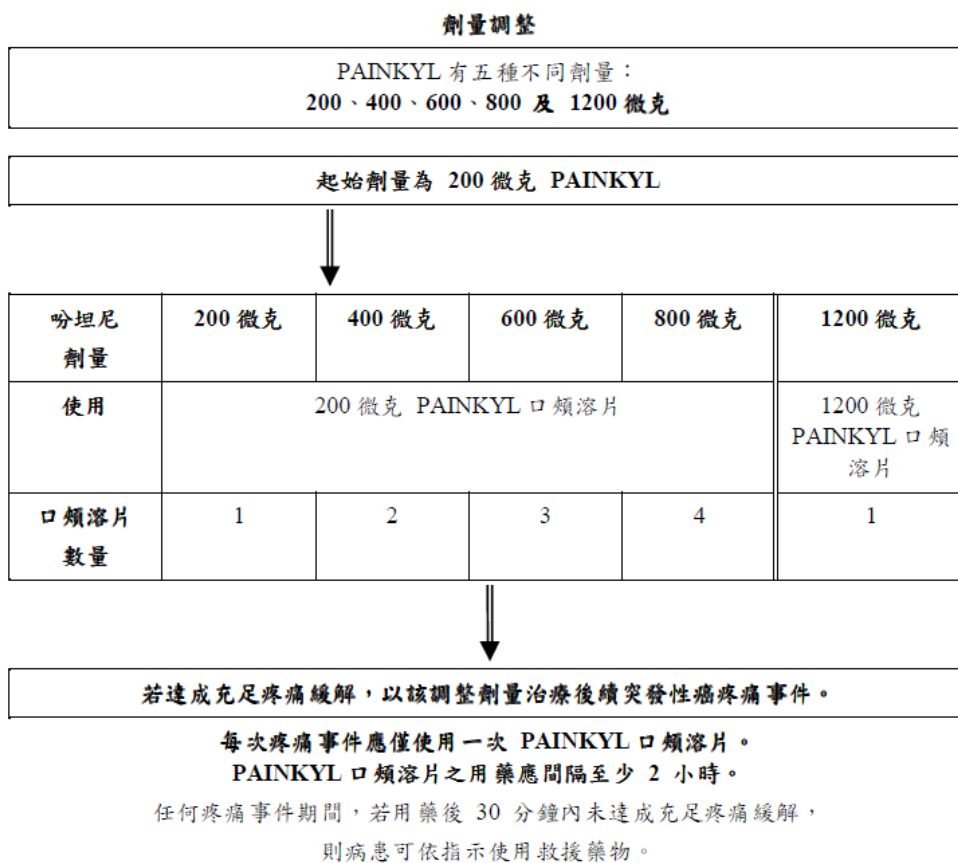 劑量調整
PAINKYL 有五種不同劑量：
200、400、600、800 及 1200 微克
起始劑量為 200 微克 PAINKYL
吩坦尼
劑量
200 微克
400 微克
600 微克
800 微克
1200 微克
使用
200 微克 PAINKYL 口頰溶片
1200 微克
PAINKYL 口頰
溶片
口頰溶片
數量
1
2
3
4
1
若達成充足疼痛緩解，以該調整劑量治療後續突發性癌疼痛事件。
每次疼痛事件應僅使用一次 PAINKYL 口頰溶片。
PAINKYL 口頰溶片之用藥應間隔至少 2 小時。
任何疼痛事件期間，若用藥後 30 分鐘內未達成充足疼痛緩解，
則病患可依指示使用救援藥物。